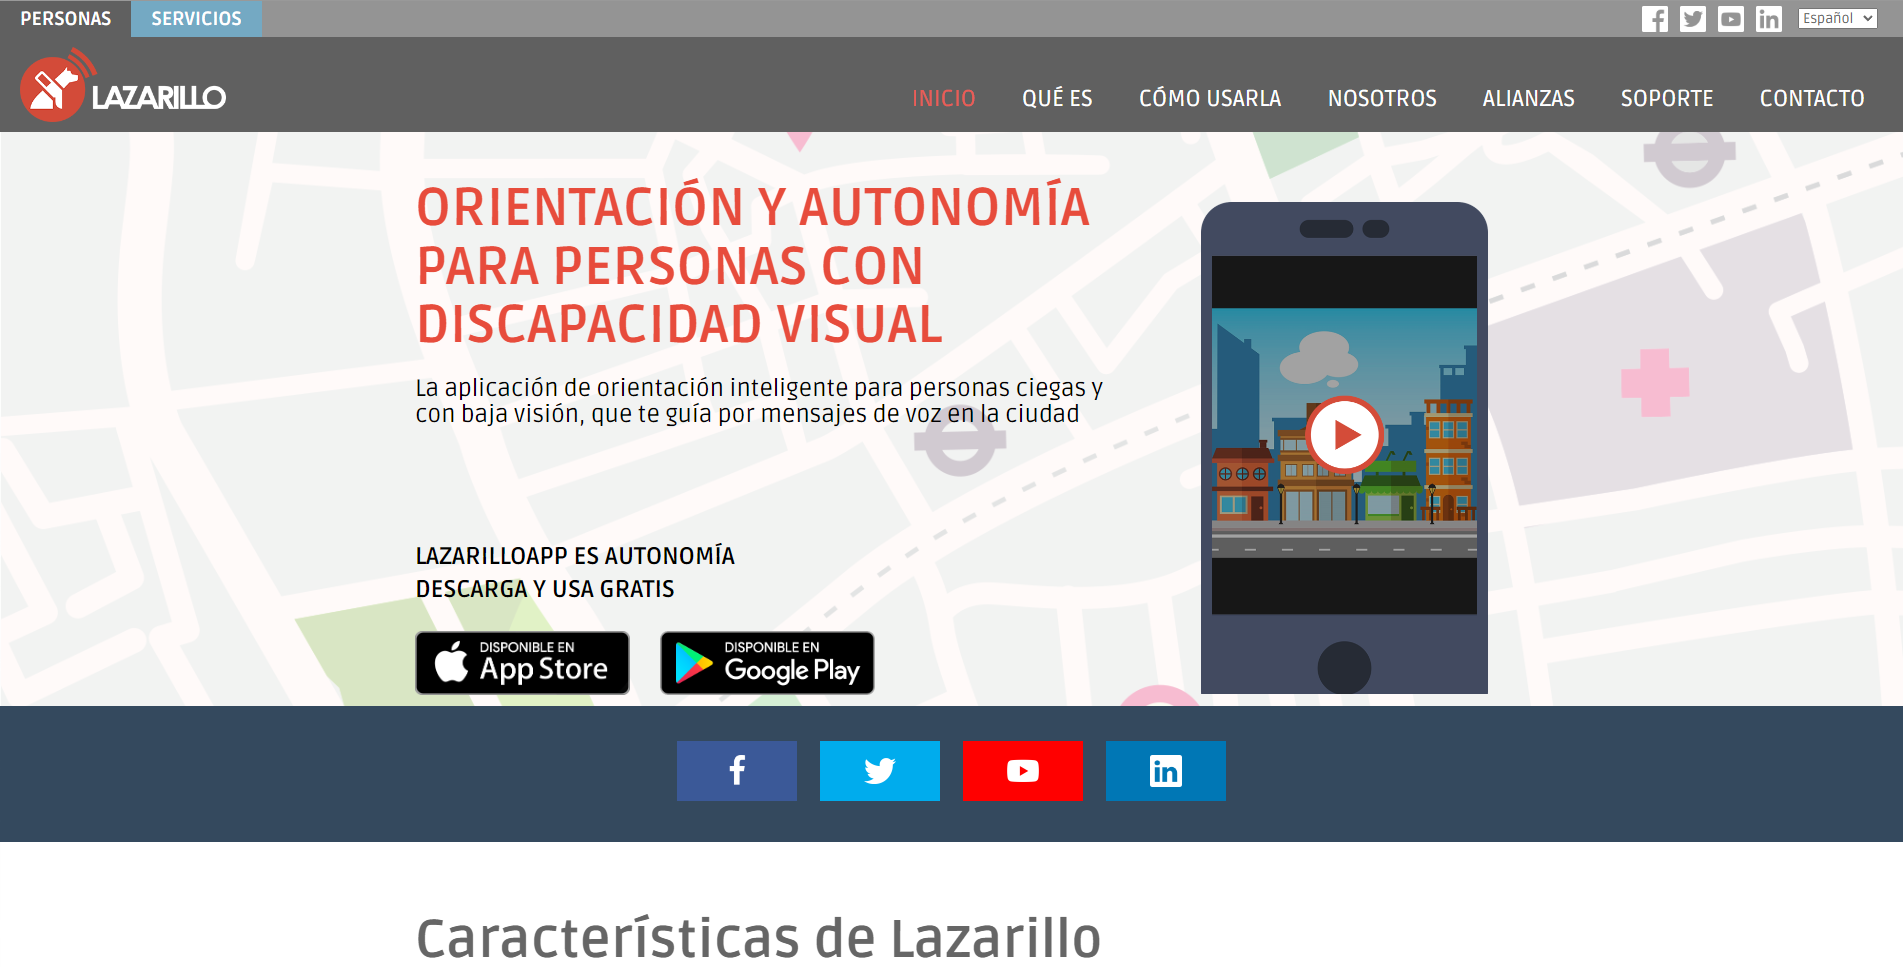 PERSONAS SERVICIOS
Español
LAZARILLO
INICIO QUÉ ES CÓMO USARLA NOSOTROS ALIANZAS SOPORTE CONTACTO
ORIENTACIÓN Y AUTONOMÍA
PARA PERSONAS CON
DISCAPACIDAD VISUAL
La aplicación de orientación inteligente para personas ciegas y
con baja visión, que te guía por mensajes de voz en la ciudad
LAZARILLOAPP ES AUTONOMÍA
DESCARGA Y USA GRATIS
DISPONIBLE EN
App Store
DISPONIBLE EN
Google Play
Características de Lazarillo